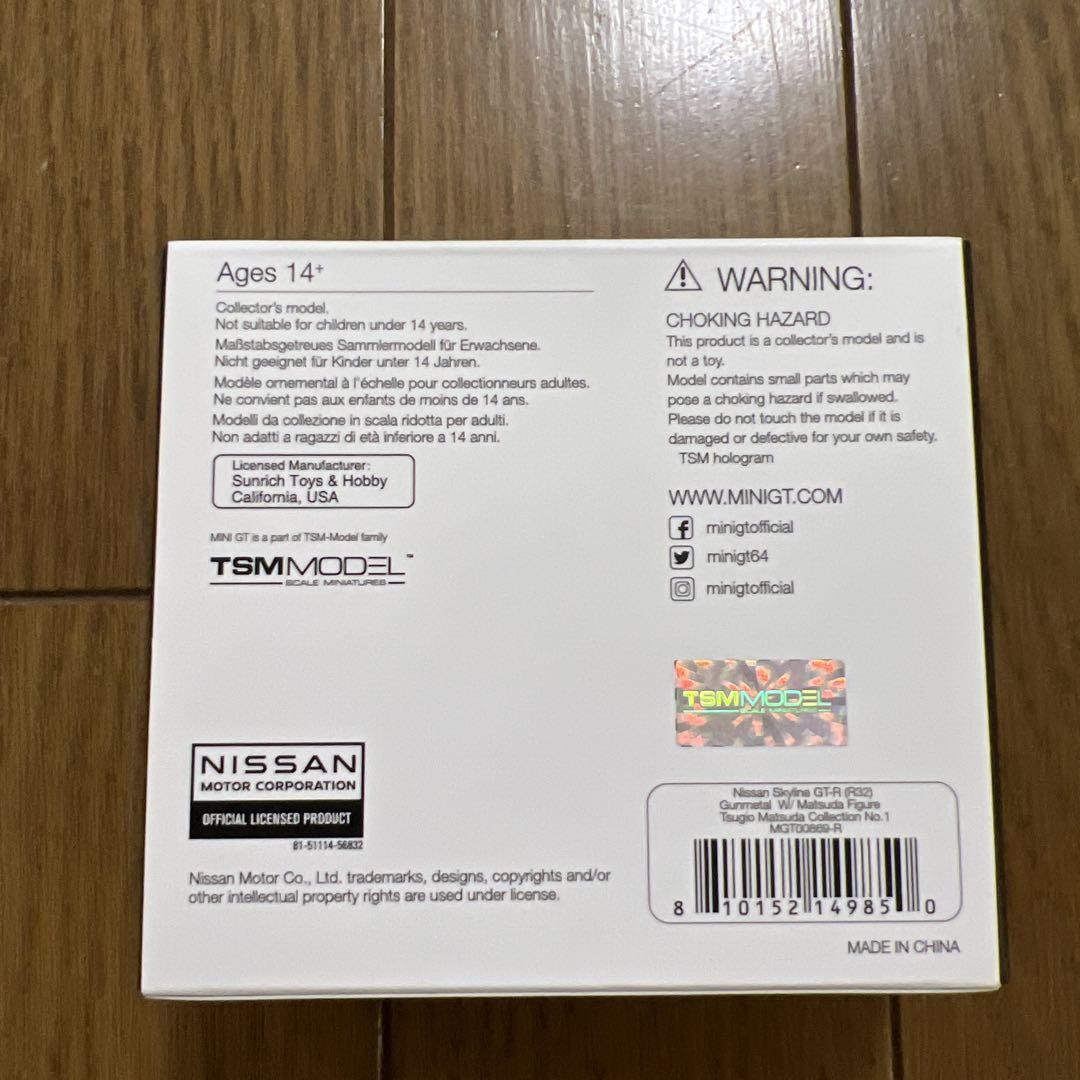 Ages 14+
Collector's model.
Not suitable for children under 14 years.
Maßstabsgetreues Sammlermodell für Erwachsene.
Nicht geeignet für Kinder unter 14 Jahren.
Modèle ornemental à l'échelle pour collectionneurs adultes.
Ne convient pas aux enfants de moins de 14 ans.
Modelli da collezione in scala ridotta per adulti.
Non adatti a ragazzi di età inferiore a 14 anni.
Licensed Manufacturer:
Sunrich Toys & Hobby
California, USA
MINI GT is a part of TSM-Model family
TSMMODEL™
SCALE MINIATURES
NISSAN
MOTOR CORPORATION
OFFICIAL LICENSED PRODUCT
81-51114-56832
Nissan Motor Co., Ltd. trademarks, designs, copyrights and/or
other intellectual property rights are used under license.
WARNING:
CHOKING HAZARD
This product is a collector's model and is
not a toy.
Model contains small parts which may
pose a choking hazard if swallowed.
Please do not touch the model if it is
damaged or defective for your own safety.
TSM hologram
WWW.MINIGT.COM
minigtofficial
minigt64
minigtofficial
TSMMODEL
SCALE MINIATURES
Nissan Skyline GT-R (R32)
Gunmetal W/ Matsuda Figure
Tsugio Matsuda Collection No.1
MGT00869-R
8 10152 14985 0
MADE IN CHINA